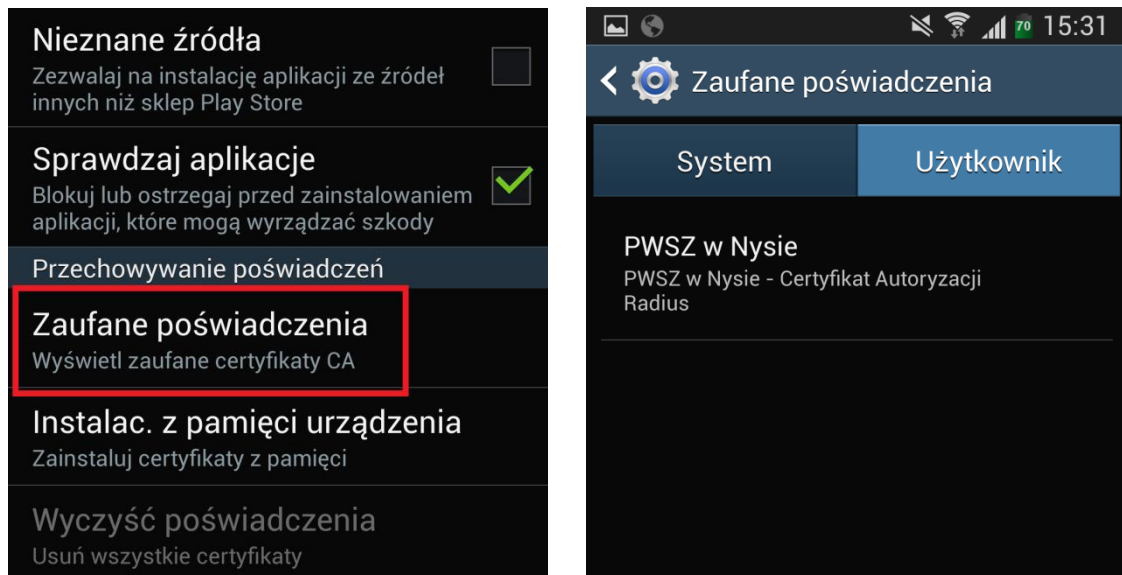 Nieznane źródła
Zezwalaj na instalację aplikacji ze źródeł
innych niż sklep Play Store
Sprawdzaj aplikacje
Blokuj lub ostrzegaj przed zainstalowaniem
aplikacji, które mogą wyrządzać szkody
Przechowywanie poświadczeń
Zaufane poświadczenia
Wyświetl zaufane certyfikaty CA
Instalac. z pamięci urządzenia
Zainstaluj certyfikaty z pamięci
Wyczyść poświadczenia
Usuń wszystkie certyfikaty
70 15:31
Zaufane poświadczenia
System Użytkownik
PWSZ w Nysie
PWSZ w Nysie - Certyfikat Autoryzacji
Radius